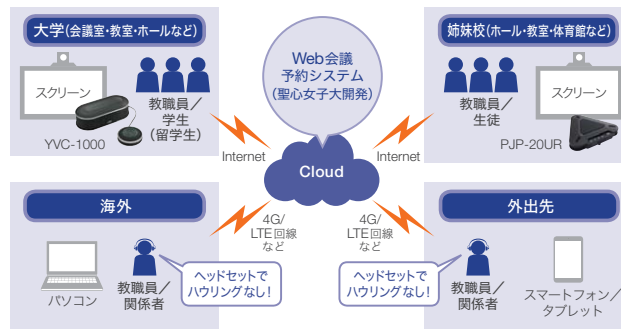 大学(会議室・教室・ホールなど)
スクリーン
YVC-1000
教職員／
学生
(留学生)
Internet
Web会議
予約システム
(聖心女子大開発)
Cloud
姉妹校(ホール・教室・体育館など)
教職員／
生徒
スクリーン
PJP-20UR
Internet
海外
パソコン
教職員／
関係者
ヘッドセットで
ハウリングなし!
4G/
LTE回線
など
4G/
LTE回線
など
外出先
ヘッドセットで
ハウリングなし!
教職員／
関係者
スマートフォン／
タブレット